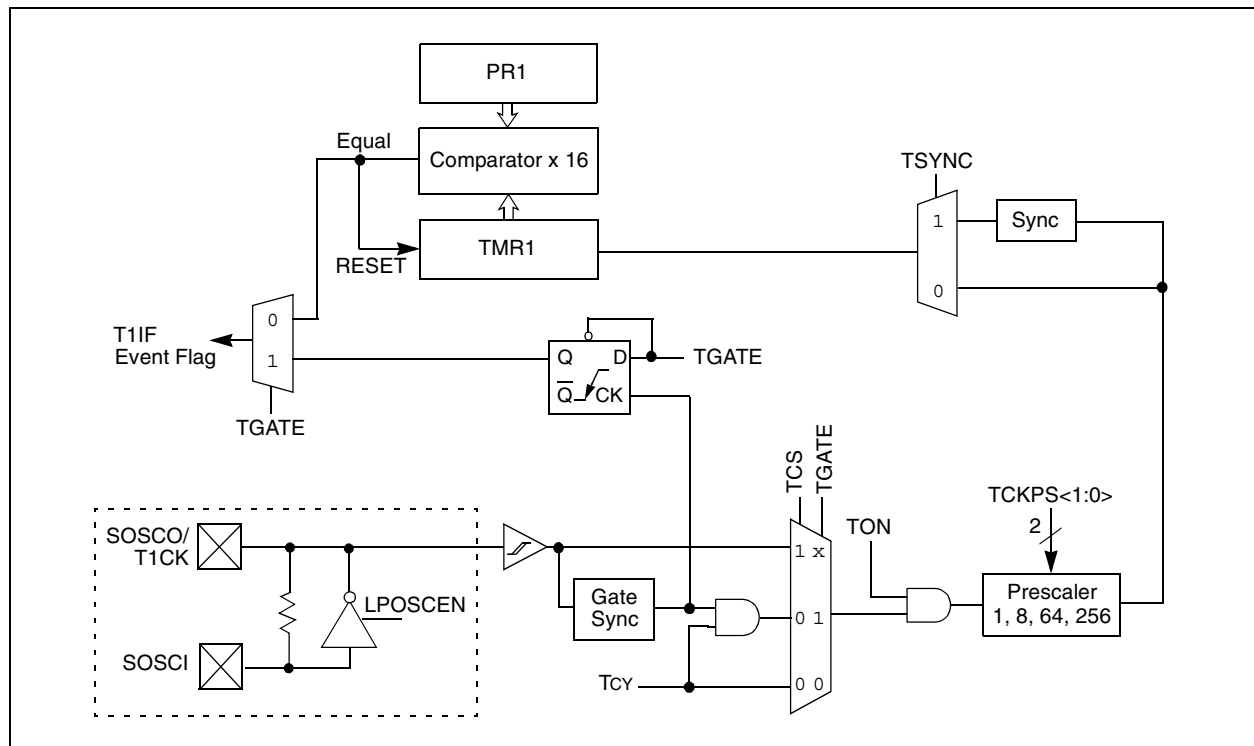 PR1
Equal
Comparator x 16
TSYNC
1
Sync
TMR1
RESET
0
0
T1IF
Event Flag
1
Q
D
TGATE
Q̅
CK
TGATE
TCS
TGATE
TCKPS<1:0>
2
TON
SOSCO/
T1CK
1 x
Prescaler
1, 8, 64, 256
LPOSCEN
Gate
Sync
0 1
SOSCI
TCY
0 0